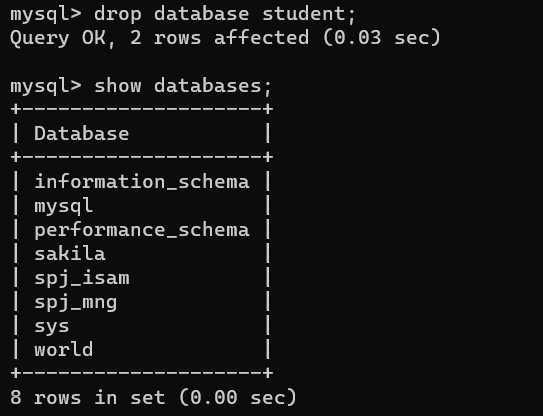 mysql> drop database student;
Query OK, 2 rows affected (0.03 sec)

mysql> show databases;
+--------------------+
| Database           |
+--------------------+
| information_schema |
| mysql              |
| performance_schema |
| sakila             |
| spj_isam           |
| spj_mng            |
| sys                |
| world              |
+--------------------+
8 rows in set (0.00 sec)